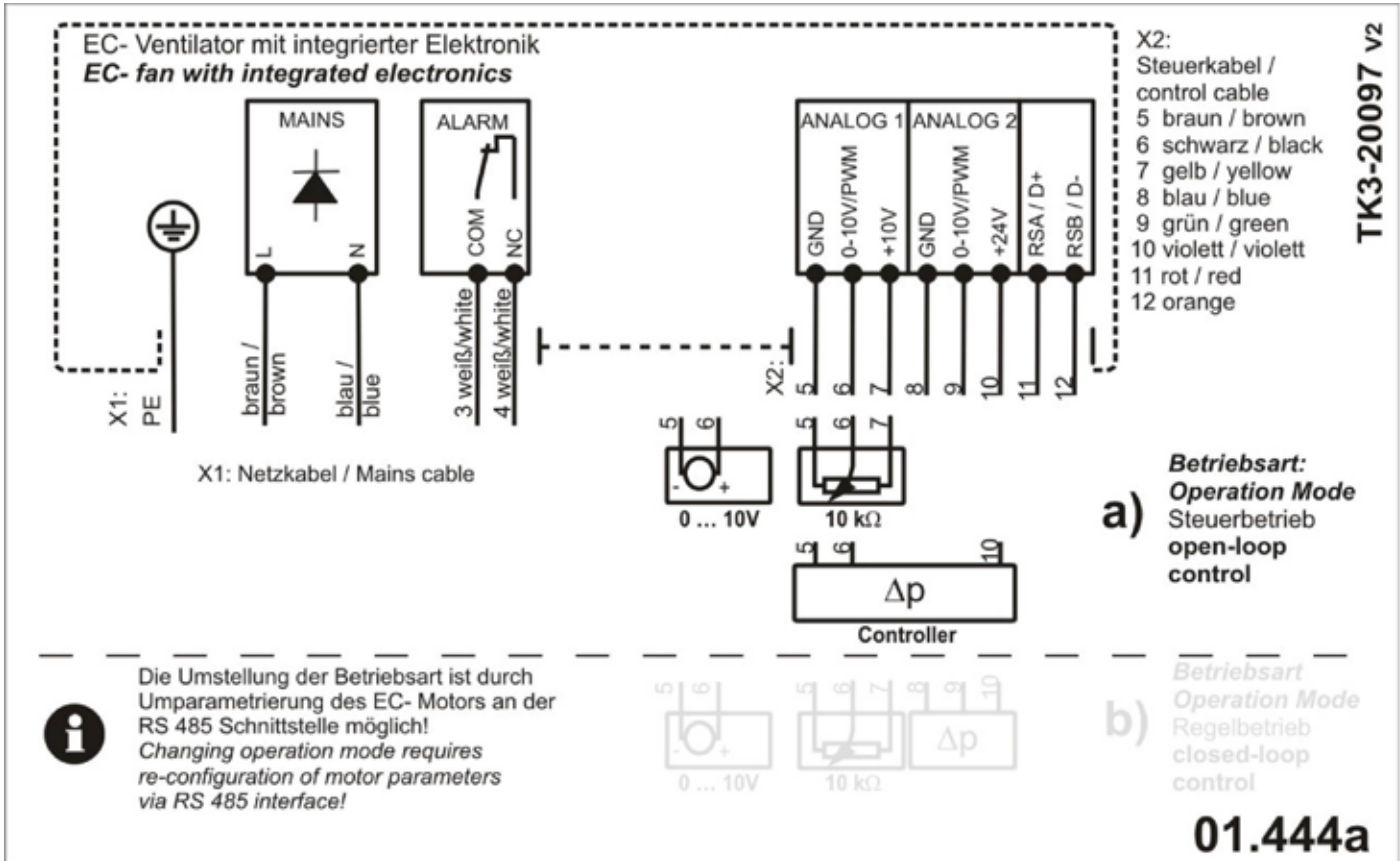 EC- Ventilator mit integrierter Elektronik
EC- fan with integrated electronics
MAINS
L
N
ALARM
COM
NC
ANALOG 1
ANALOG 2
GND
0-10V/PWM
+10V
GND
0-10V/PWM
+24V
RSA / D+
RSB / D-
X1:
PE
braun /
brown
blau /
blue
3 weiß/white
4 weiß/white
X1: Netzkabel / Mains cable
X2:
5
6
7
8
9
10
11
12
X2:
Steuerkabel /
control cable
5 braun / brown
6 schwarz / black
7 gelb / yellow
8 blau / blue
9 grün / green
10 violett / violett
11 rot / red
12 orange
TK3-20097 V2
5
6
- +
0 ... 10V
5
6
7
10 kΩ
5
6
10
Δp
Controller
a)
Betriebsart:
Operation Mode
Steuerbetrieb
open-loop
control
Die Umstellung der Betriebsart ist durch
Umparametrierung des EC- Motors an der
RS 485 Schnittstelle möglich!
Changing operation mode requires
re-configuration of motor parameters
via RS 485 interface!
i
5
6
- +
0 ... 10V
5
6
7
10 kΩ
8
9
10
Δp
b)
Betriebsart
Operation Mode
Regelbetrieb
closed-loop
control
01.444a